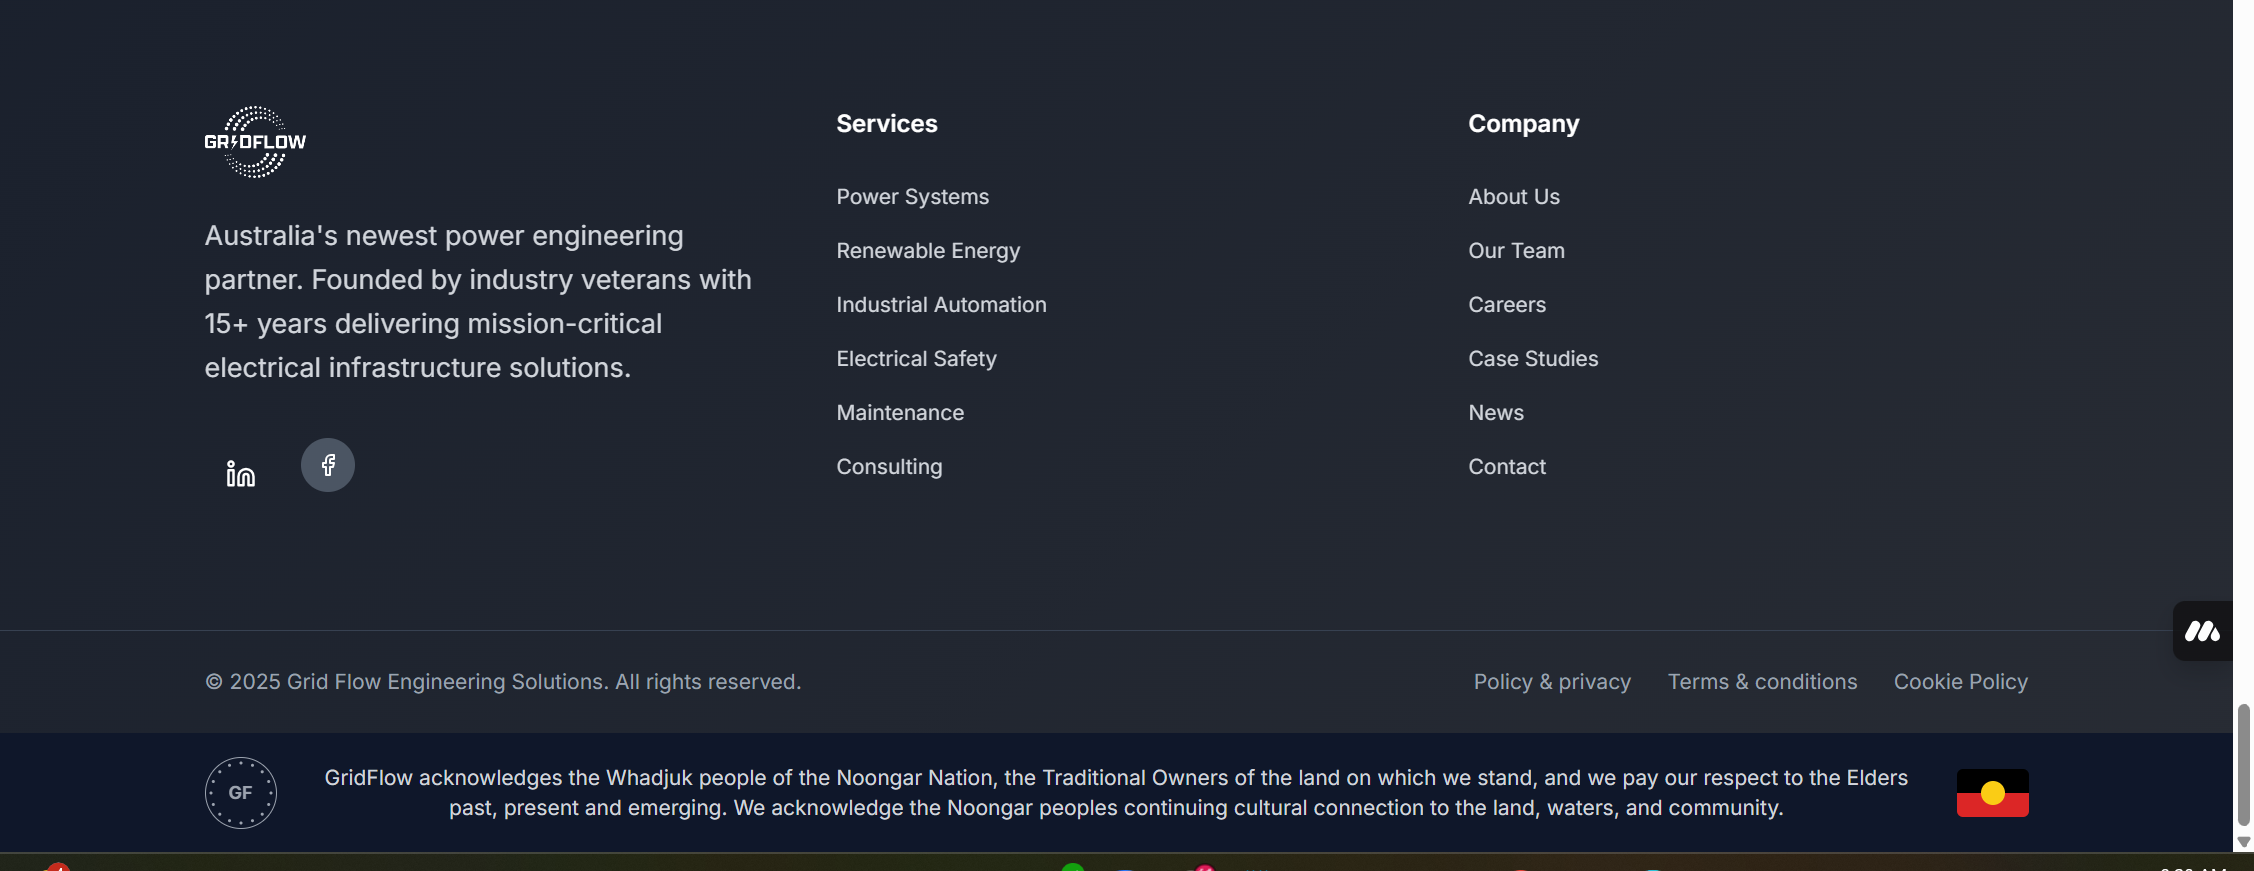 GRIDFLOW
Australia's newest power engineering
partner. Founded by industry veterans with
15+ years delivering mission-critical
electrical infrastructure solutions.
in
f
Services
Power Systems
Renewable Energy
Industrial Automation
Electrical Safety
Maintenance
Consulting
Company
About Us
Our Team
Careers
Case Studies
News
Contact
© 2025 Grid Flow Engineering Solutions. All rights reserved.
Policy & privacy
Terms & conditions
Cookie Policy
GF
GridFlow acknowledges the Whadjuk people of the Noongar Nation, the Traditional Owners of the land on which we stand, and we pay our respect to the Elders
past, present and emerging. We acknowledge the Noongar peoples continuing cultural connection to the land, waters, and community.